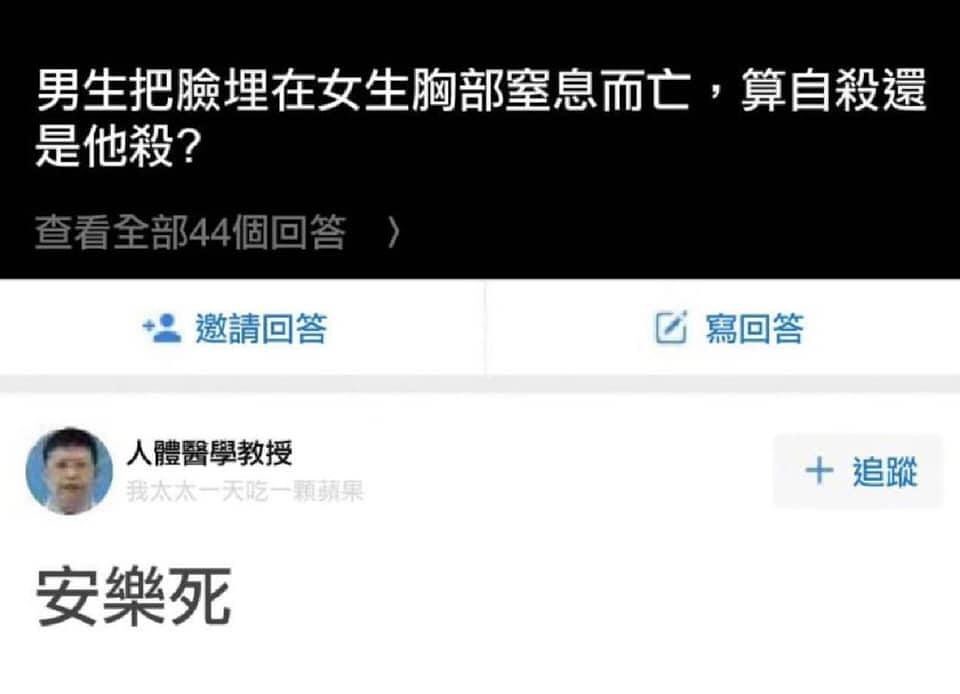 男生把臉埋在女生胸部窒息而亡，算自殺還
是他殺?
查看全部44個回答 〉
邀請回答
寫回答
人體醫學教授
我太太一天吃一顆蘋果
+ 追蹤
安樂死